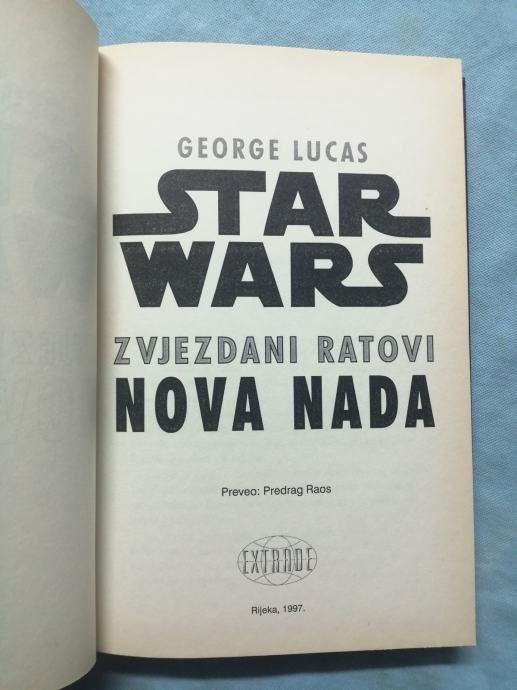 GEORGE LUCAS
STAR
WARS
ZVJEZDANI RATOVI
NOVA NADA
Preveo: Predrag Raos
EXTRADE
Rijeka, 1997.